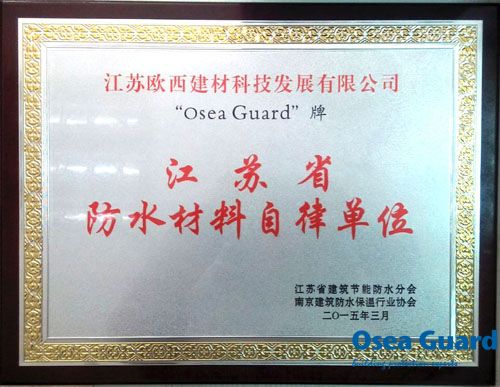 江苏欧西建材科技发展有限公司
“Osea Guard”牌
江苏省
防水材料自律单位
江苏省建筑节能防水分会
南京建筑防水保温行业协会
二〇一五年三月
Osea Guard